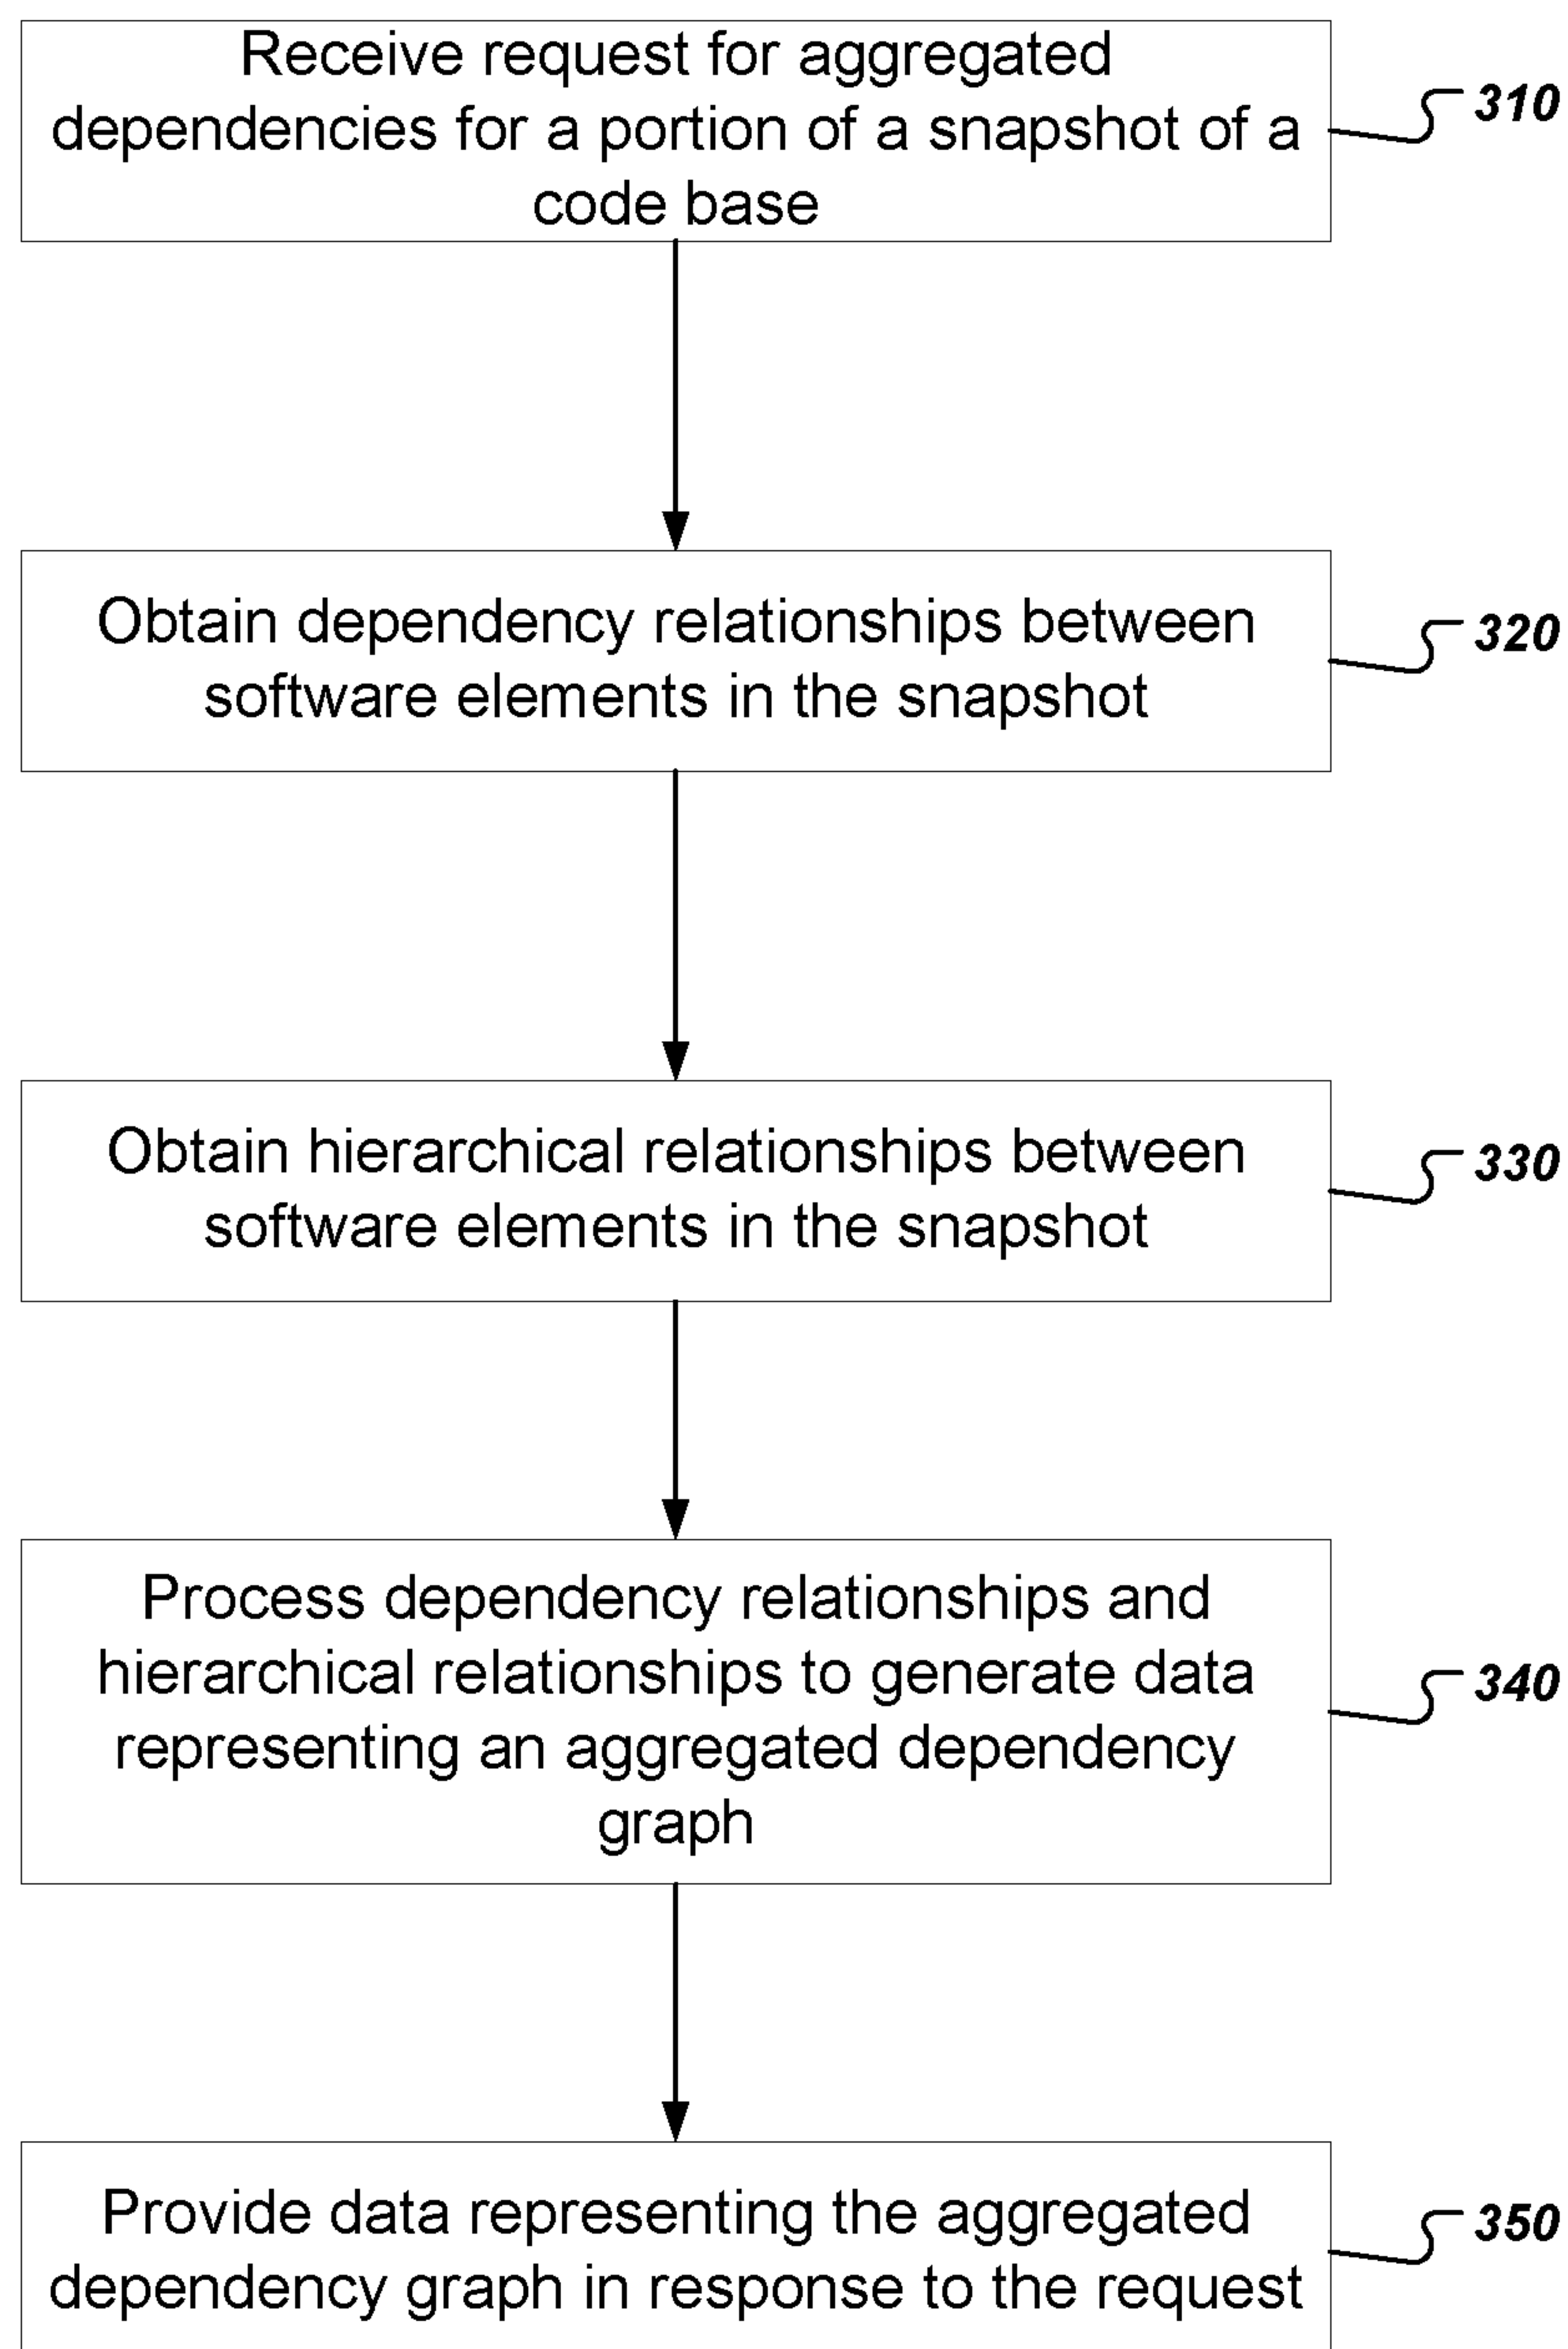 Receive request for aggregated
dependencies for a portion of a snapshot of a
code base
310
Obtain dependency relationships between
software elements in the snapshot
320
Obtain hierarchical relationships between
software elements in the snapshot
330
Process dependency relationships and
hierarchical relationships to generate data
representing an aggregated dependency
graph
340
Provide data representing the aggregated
dependency graph in response to the request
350